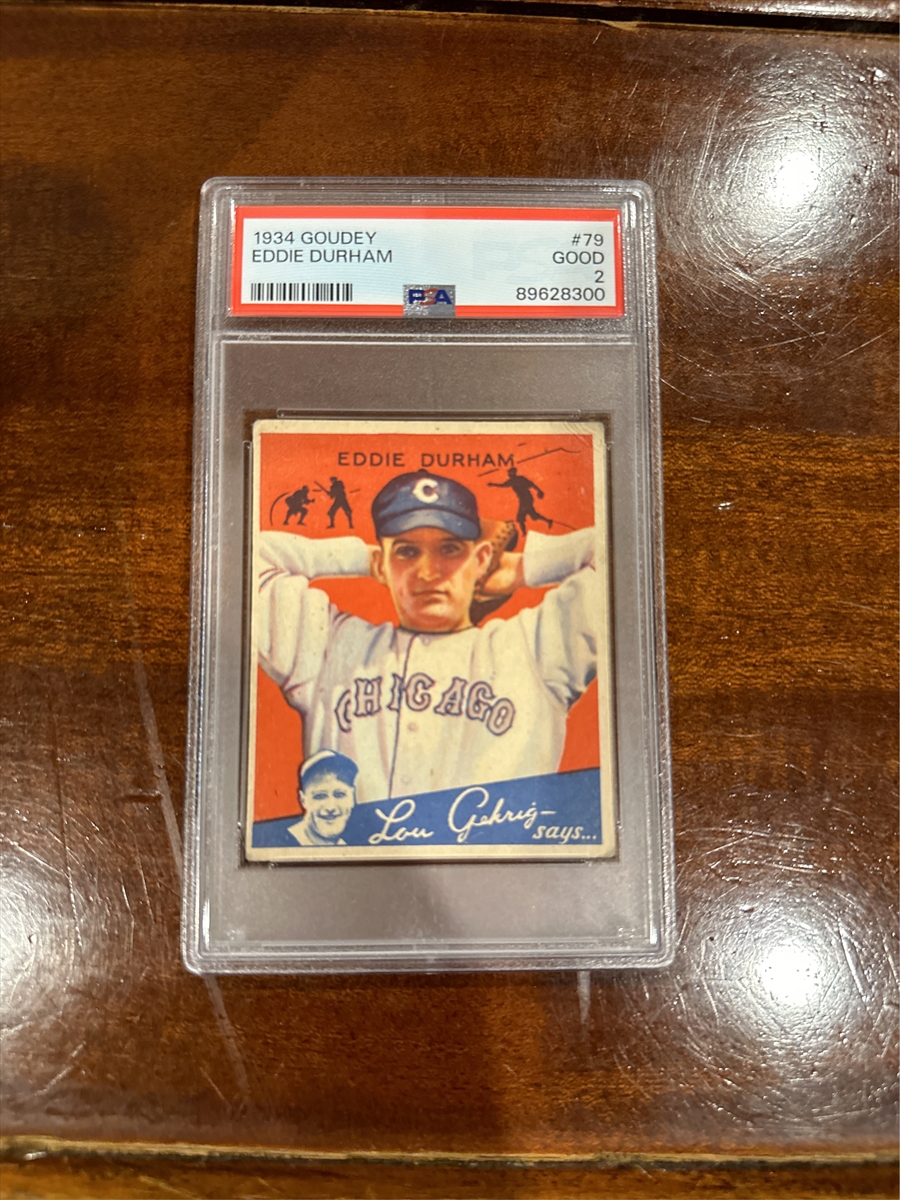 1934 GOUDEY #79
EDDIE DURHAM GOOD
2
PSA 89628300
EDDIE DURHAM
C
CHICAGO
Lou Gehrig-
says...